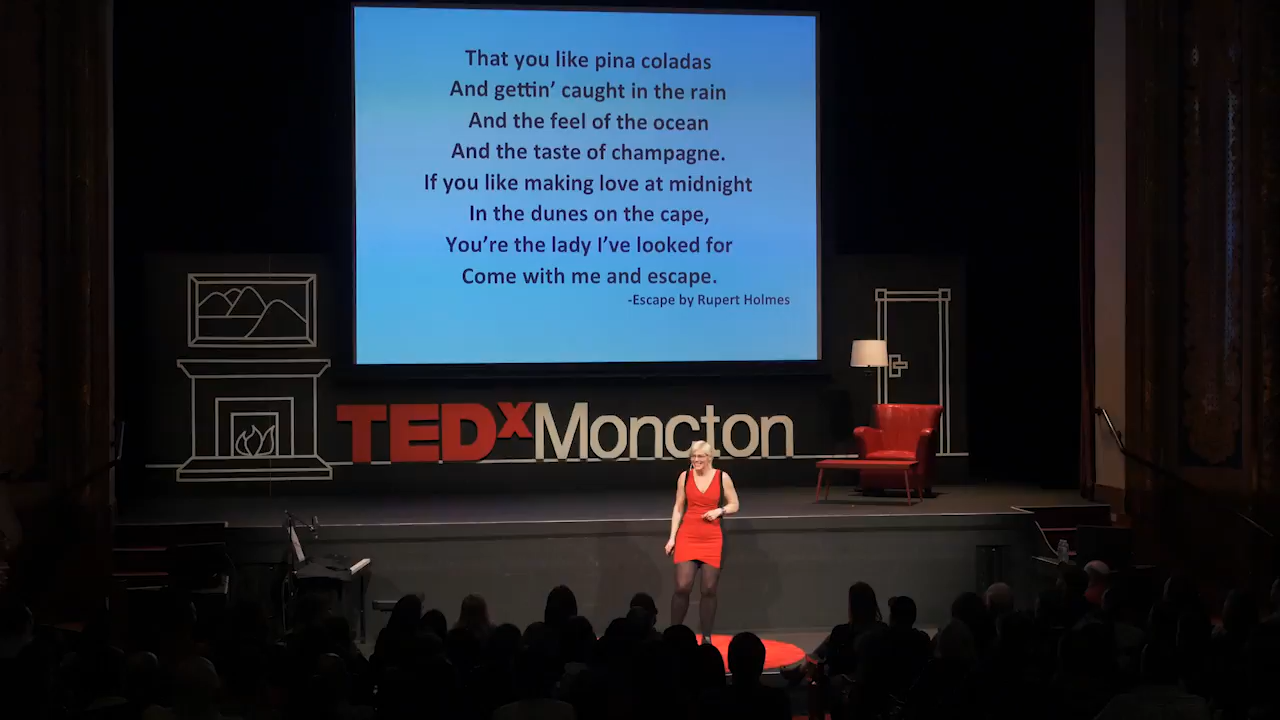 That you like pina coladas
And gettin’ caught in the rain
And the feel of the ocean
And the taste of champagne.
If you like making love at midnight
In the dunes on the cape,
You’re the lady I’ve looked for
Come with me and escape.
-Escape by Rupert Holmes
TEDxMoncton